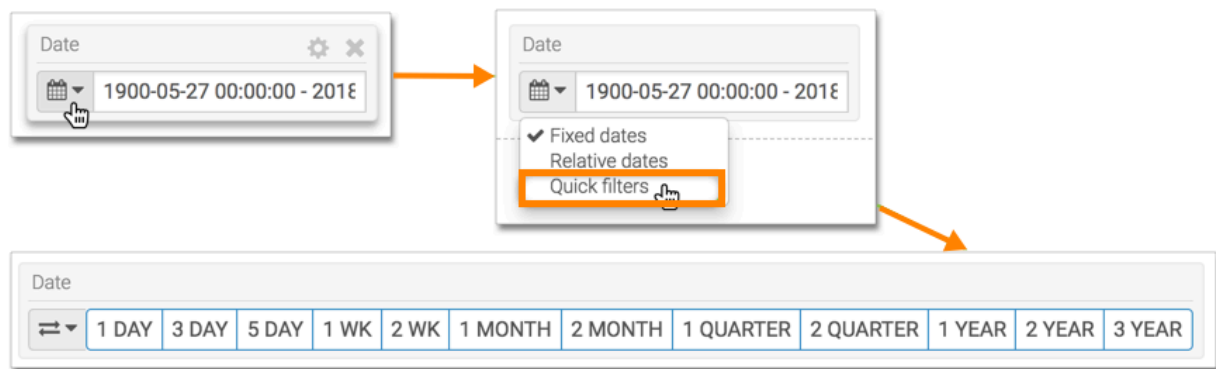 Date
1900-05-27 00:00:00 - 2018
Date
1900-05-27 00:00:00 - 2018
Fixed dates
Relative dates
Quick filters
Date
1 DAY 3 DAY 5 DAY 1 WK 2 WK 1 MONTH 2 MONTH 1 QUARTER 2 QUARTER 1 YEAR 2 YEAR 3 YEAR